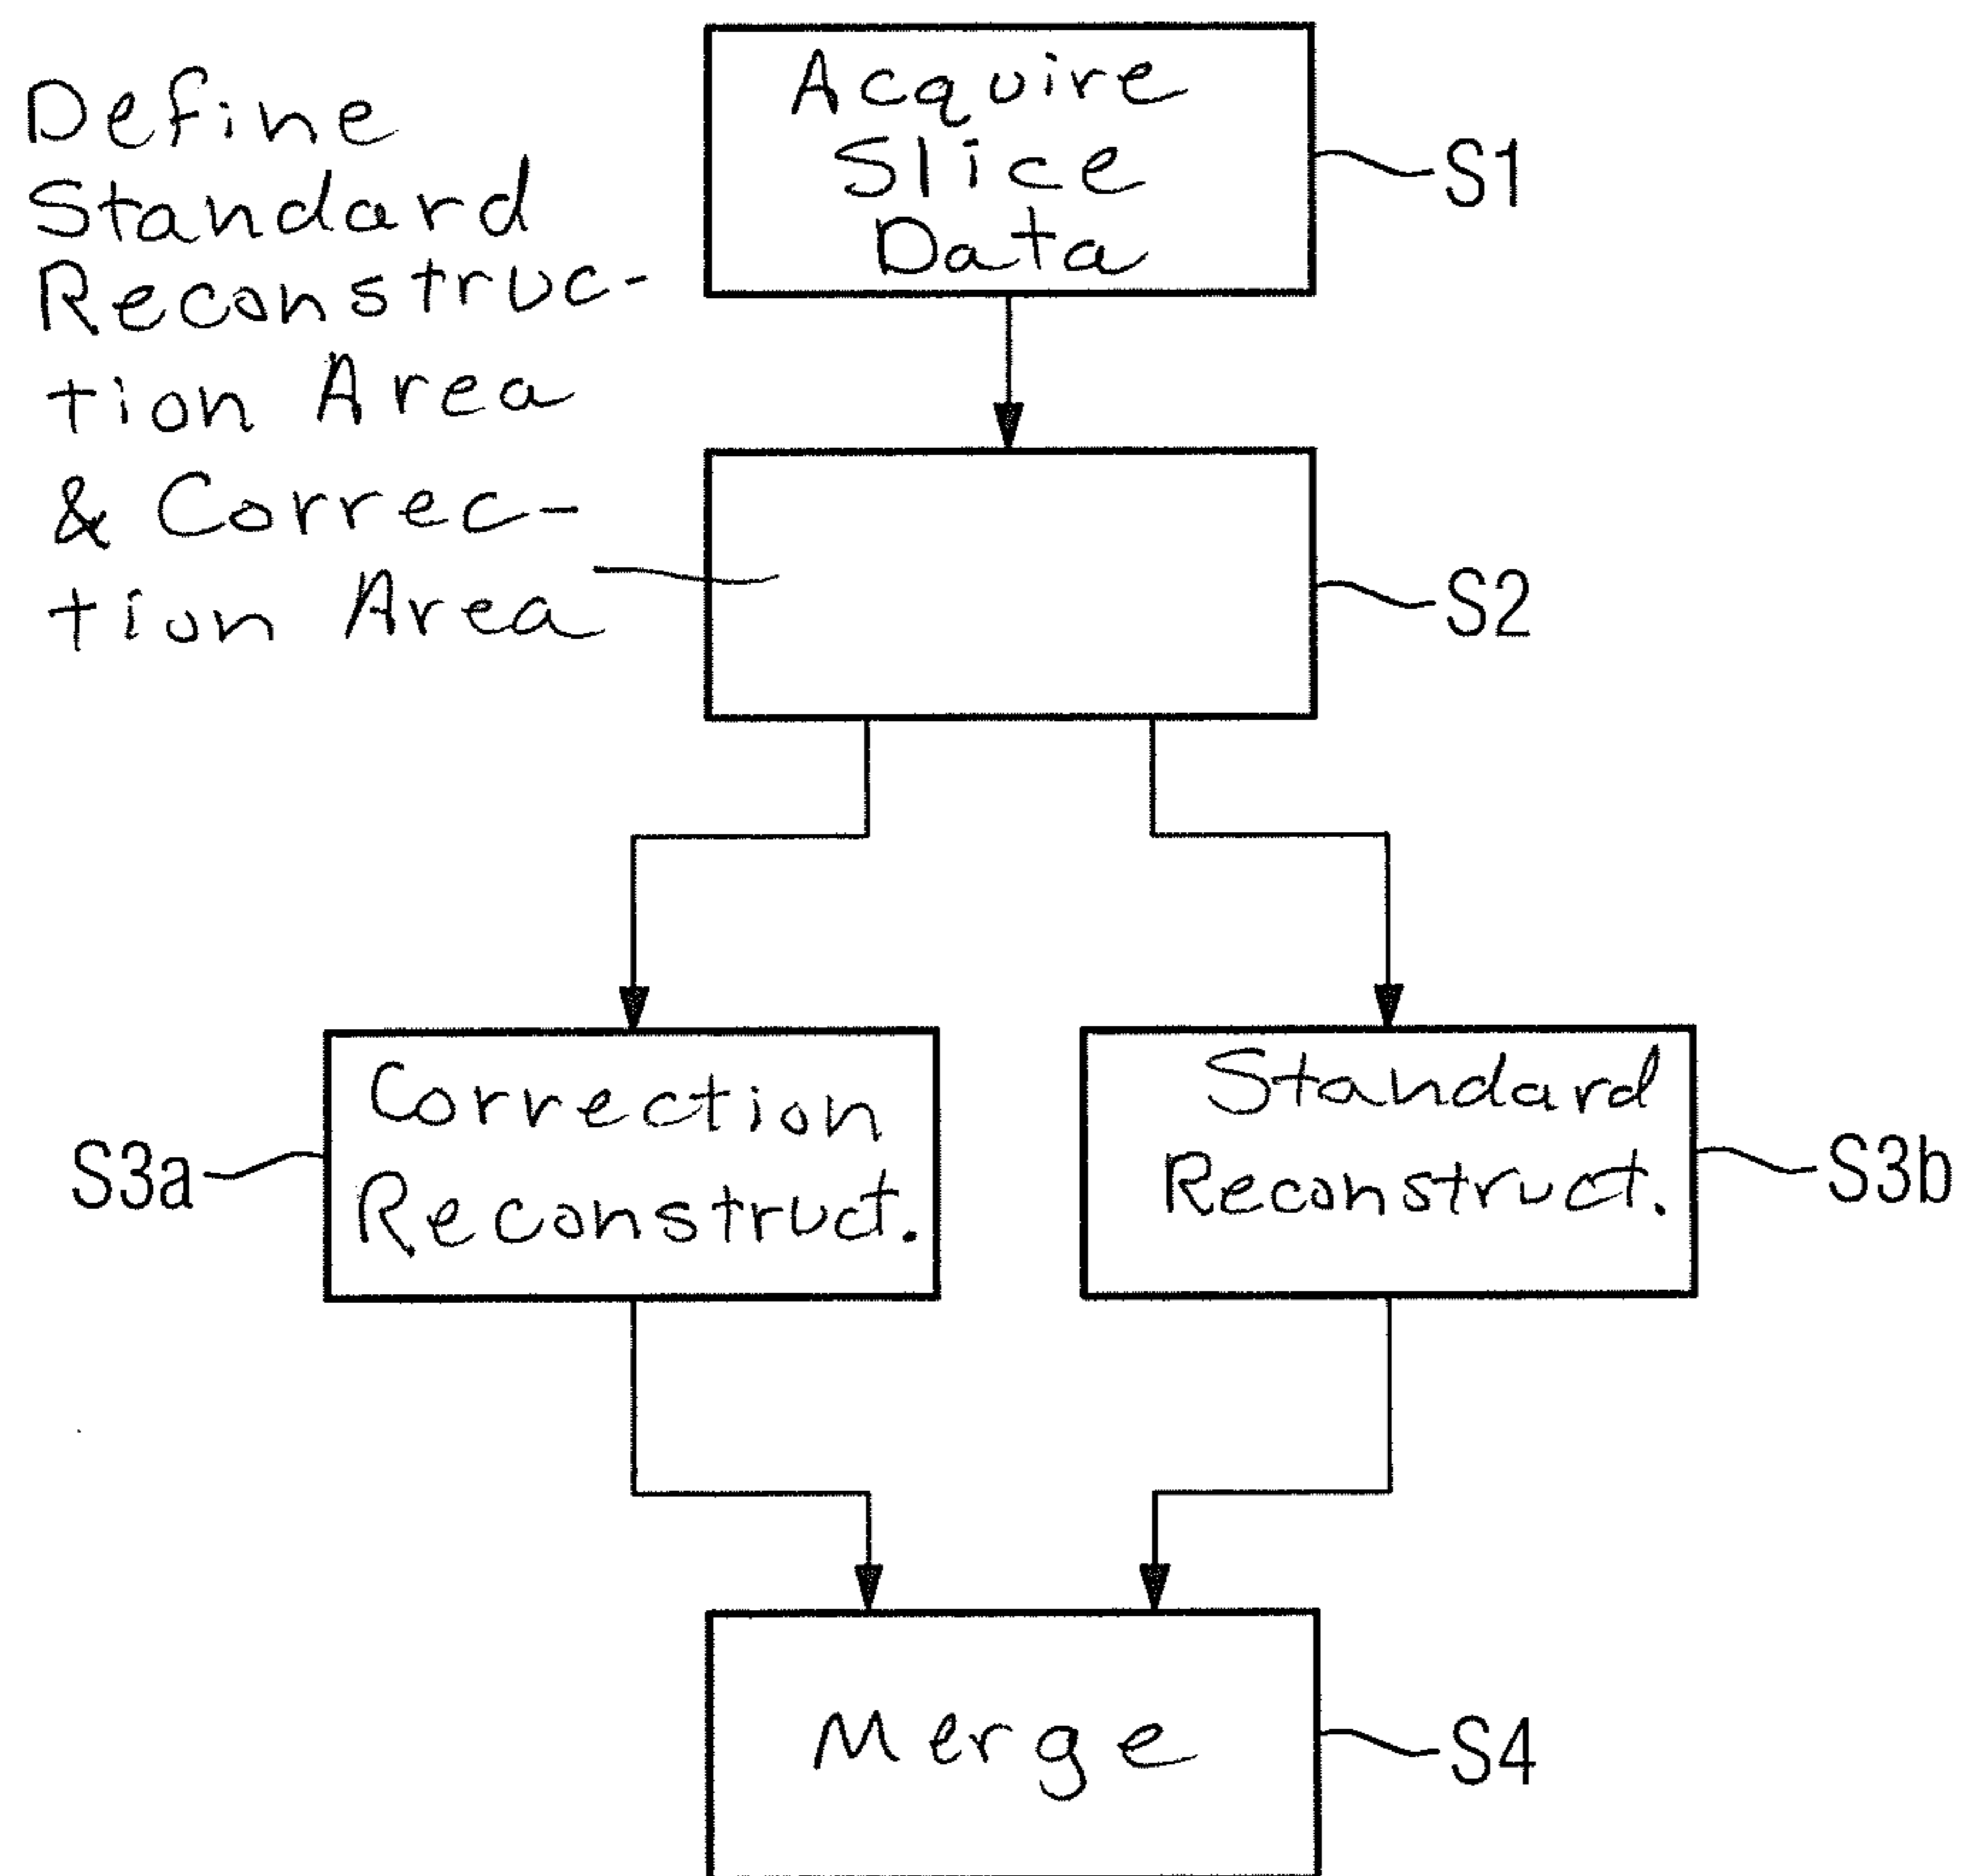 Acquire
Slice
Data
S1
Define
Standard
Reconstruc-
tion Area
& Correc-
tion Area
S2
Correction
Reconstruct.
S3a
Standard
Reconstruct.
S3b
Merge
S4